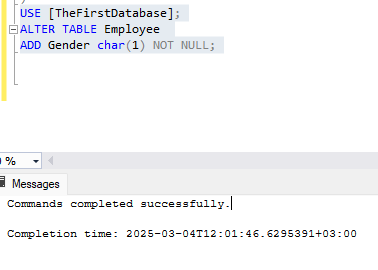 )
USE [TheFirstDatabase];
ALTER TABLE Employee
ADD Gender char(1) NOT NULL;
0 %
Messages
Commands completed successfully.
Completion time: 2025-03-04T12:01:46.6295391+03:00